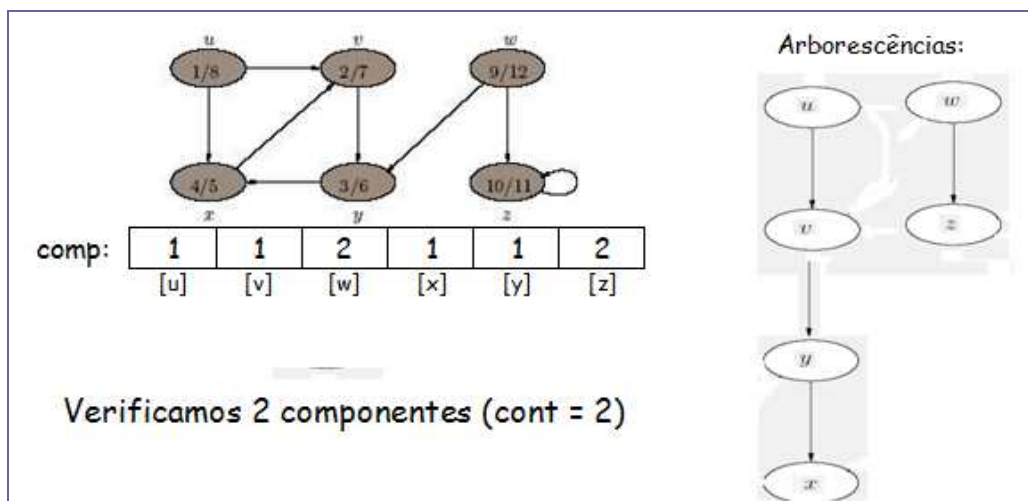 Arborescências:
u v w
1/8 2/7 9/12
4/5 3/6 10/11
x y z
comp: 1 1 2 1 1 2
[u] [v] [w] [x] [y] [z]
Verificamos 2 componentes (cont = 2)
u w
v z
y
x